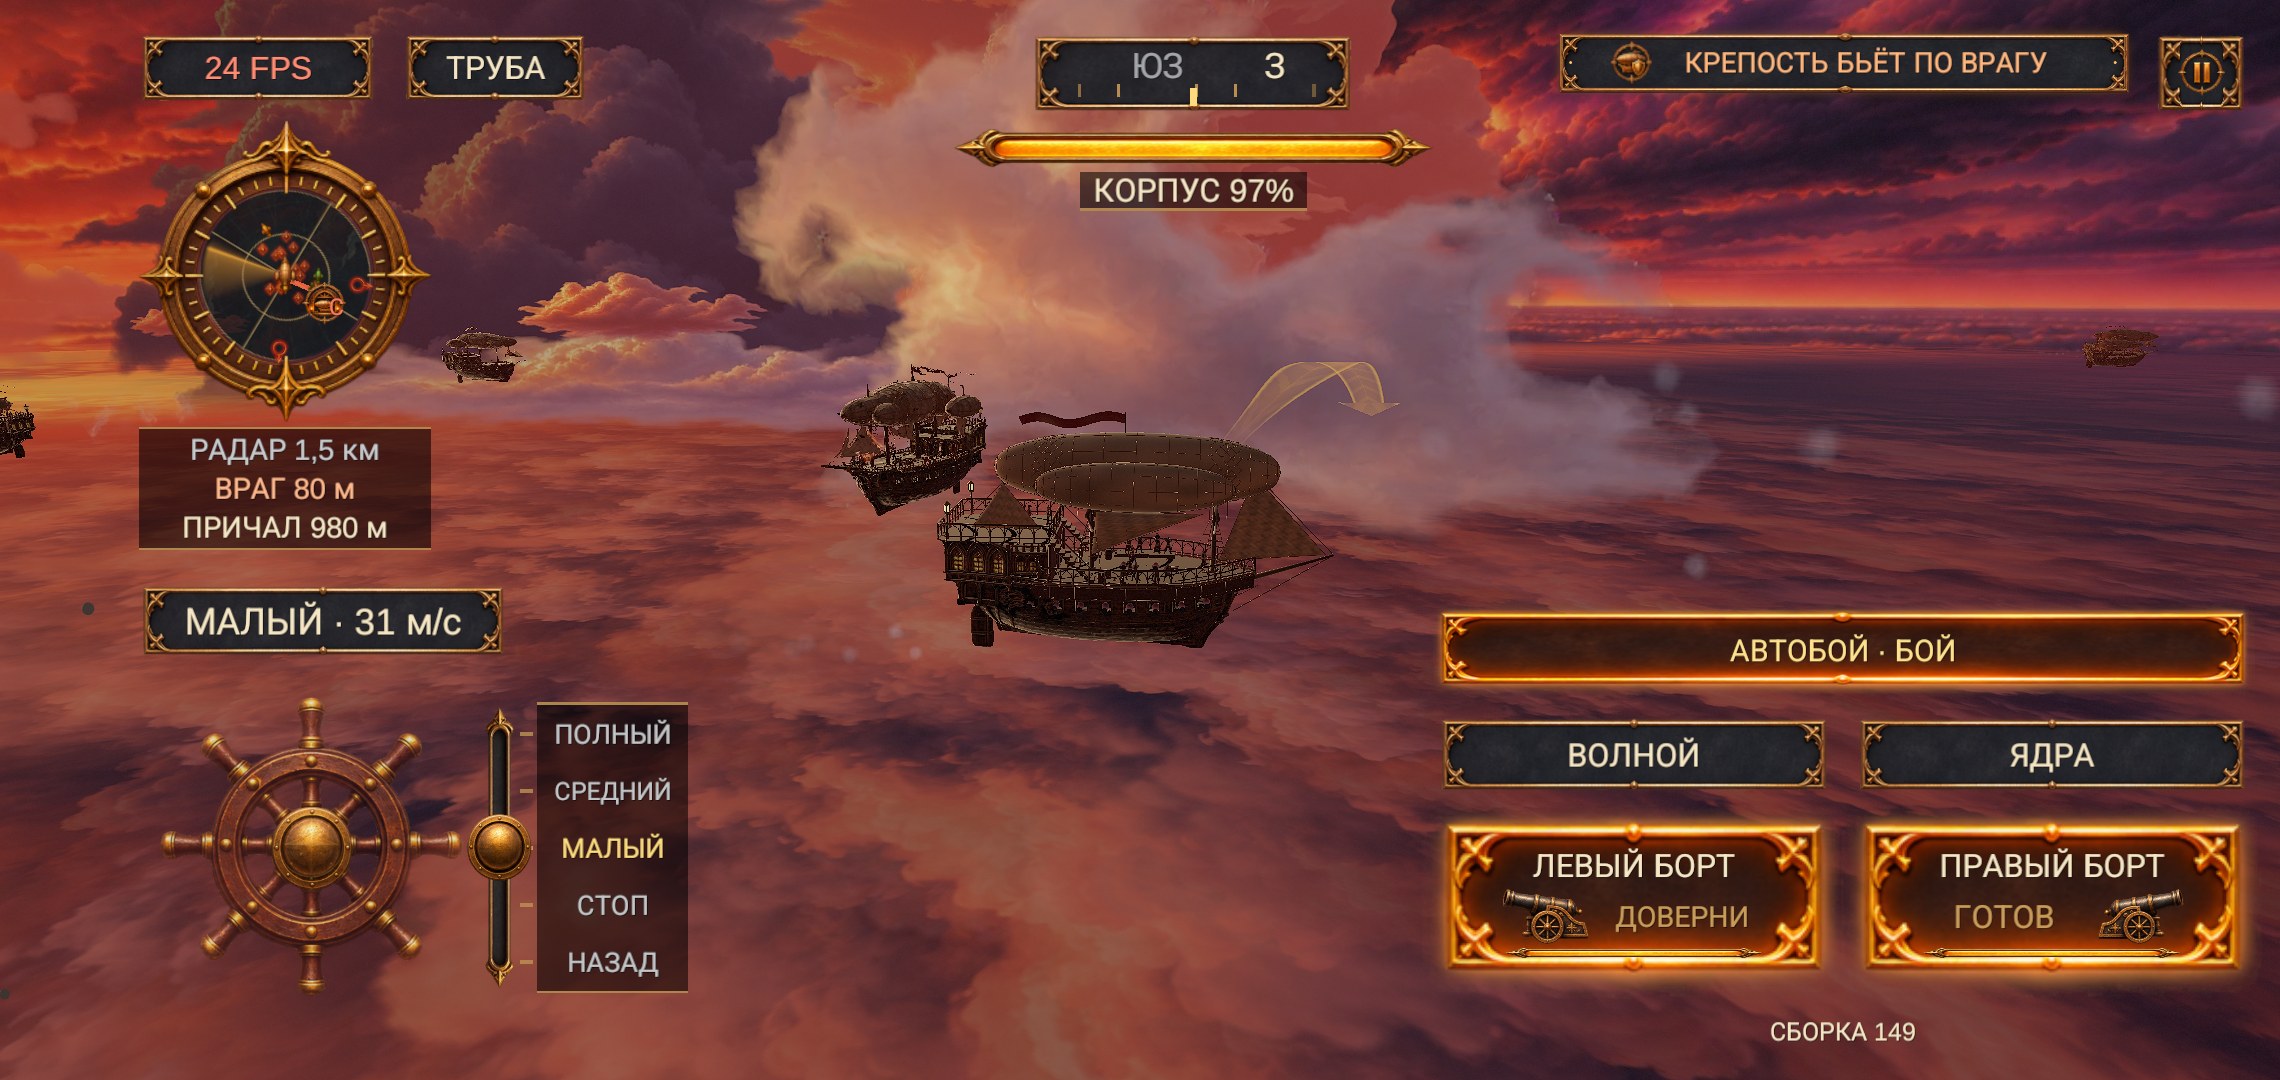 24 FPS
ТРУБА
ЮЗ З
КРЕПОСТЬ БЬЁТ ПО ВРАГУ
КОРПУС 97%
РАДАР 1,5 км
ВРАГ 80 м
ПРИЧАЛ 980 м
МАЛЫЙ · 31 м/с
ПОЛНЫЙ
СРЕДНИЙ
МАЛЫЙ
СТОП
НАЗАД
АВТОБОЙ · БОЙ
ВОЛНОЙ
ЯДРА
ЛЕВЫЙ БОРТ
ДОВЕРНИ
ПРАВЫЙ БОРТ
ГОТОВ
СБОРКА 149